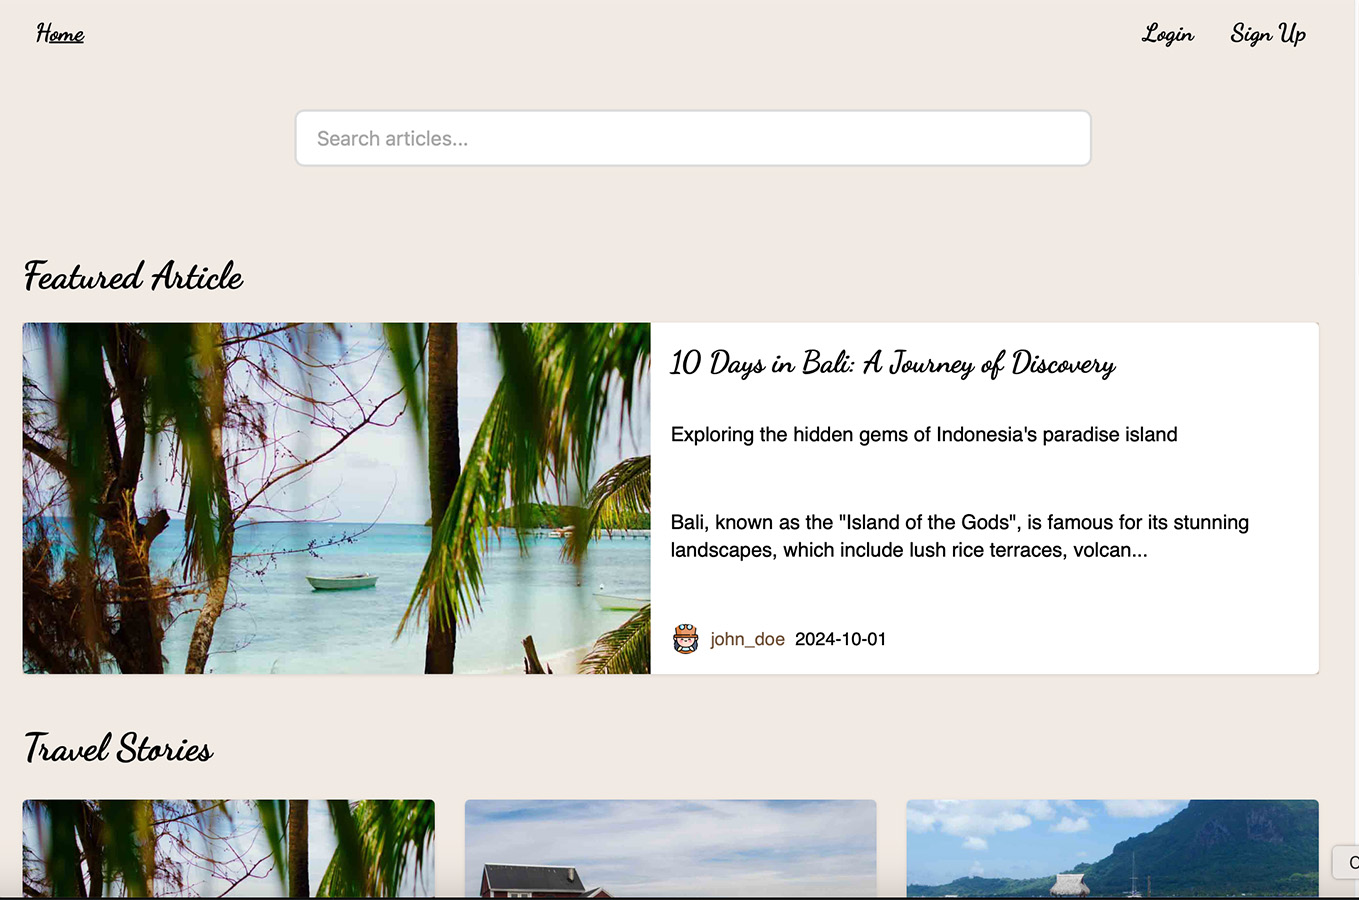 Home Login Sign Up
Search articles...
Featured Article
10 Days in Bali: A Journey of Discovery
Exploring the hidden gems of Indonesia's paradise island
Bali, known as the "Island of the Gods", is famous for its stunning
landscapes, which include lush rice terraces, volcan...
john_doe 2024-10-01
Travel Stories